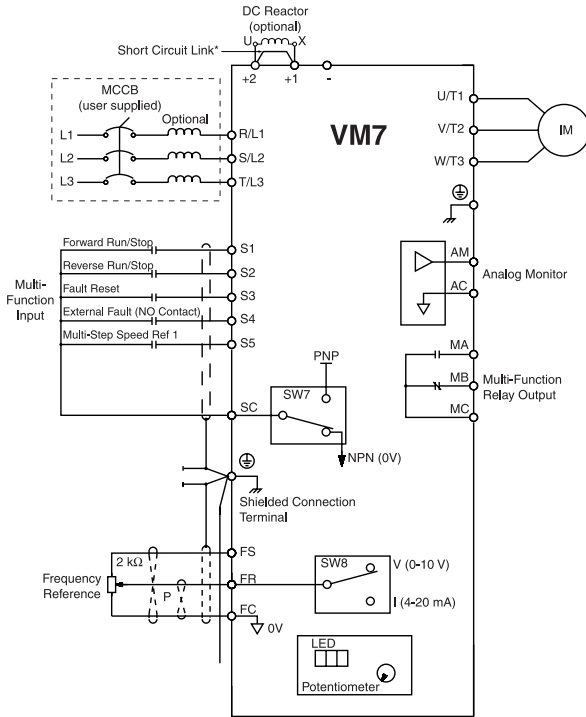 DC Reactor
(optional)
U X
Short Circuit Link*
+2 +1 -
MCCB
(user supplied)
Optional
L1
L2
L3
R/L1
S/L2
T/L3
VM7
U/T1
V/T2
W/T3
IM
Forward Run/Stop
Reverse Run/Stop
Fault Reset
External Fault (NO Contact)
Multi-Step Speed Ref 1
Multi-
Function
Input
S1
S2
S3
S4
S5
SC
AM
AC
Analog Monitor
MA
MB
MC
Multi-Function
Relay Output
PNP
SW7
NPN (0V)
Shielded Connection
Terminal
Frequency
Reference
2 kΩ
P
FS
FR
FC
0V
SW8
V (0-10 V)
I (4-20 mA)
LED
Potentiometer